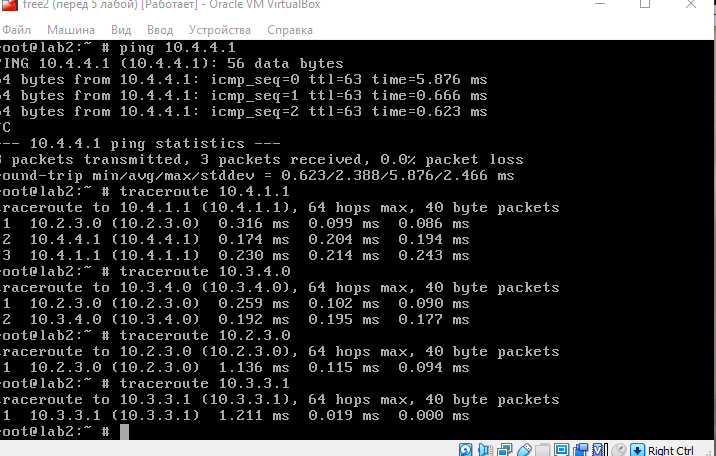 free2 (перед 5 лабой) [Работает] - Oracle VM VirtualBox
Файл Машина Вид Ввод Устройства Справка
root@lab2:~ # ping 10.4.4.1
PING 10.4.4.1 (10.4.4.1): 56 data bytes
64 bytes from 10.4.4.1: icmp_seq=0 ttl=63 time=5.876 ms
64 bytes from 10.4.4.1: icmp_seq=1 ttl=63 time=0.666 ms
64 bytes from 10.4.4.1: icmp_seq=2 ttl=63 time=0.623 ms
^C
--- 10.4.4.1 ping statistics ---
3 packets transmitted, 3 packets received, 0.0% packet loss
round-trip min/avg/max/stddev = 0.623/2.388/5.876/2.466 ms
root@lab2:~ # traceroute 10.4.1.1
traceroute to 10.4.1.1 (10.4.1.1), 64 hops max, 40 byte packets
1 10.2.3.0 (10.2.3.0) 0.316 ms 0.099 ms 0.086 ms
2 10.4.4.1 (10.4.4.1) 0.174 ms 0.204 ms 0.194 ms
3 10.4.1.1 (10.4.1.1) 0.230 ms 0.214 ms 0.243 ms
root@lab2:~ # traceroute 10.3.4.0
traceroute to 10.3.4.0 (10.3.4.0), 64 hops max, 40 byte packets
1 10.2.3.0 (10.2.3.0) 0.259 ms 0.102 ms 0.090 ms
2 10.3.4.0 (10.3.4.0) 0.192 ms 0.195 ms 0.177 ms
root@lab2:~ # traceroute 10.2.3.0
traceroute to 10.2.3.0 (10.2.3.0), 64 hops max, 40 byte packets
1 10.2.3.0 (10.2.3.0) 1.136 ms 0.115 ms 0.094 ms
root@lab2:~ # traceroute 10.3.3.1
traceroute to 10.3.3.1 (10.3.3.1), 64 hops max, 40 byte packets
1 10.3.3.1 (10.3.3.1) 1.211 ms 0.019 ms 0.000 ms
root@lab2:~ #
Right Ctrl